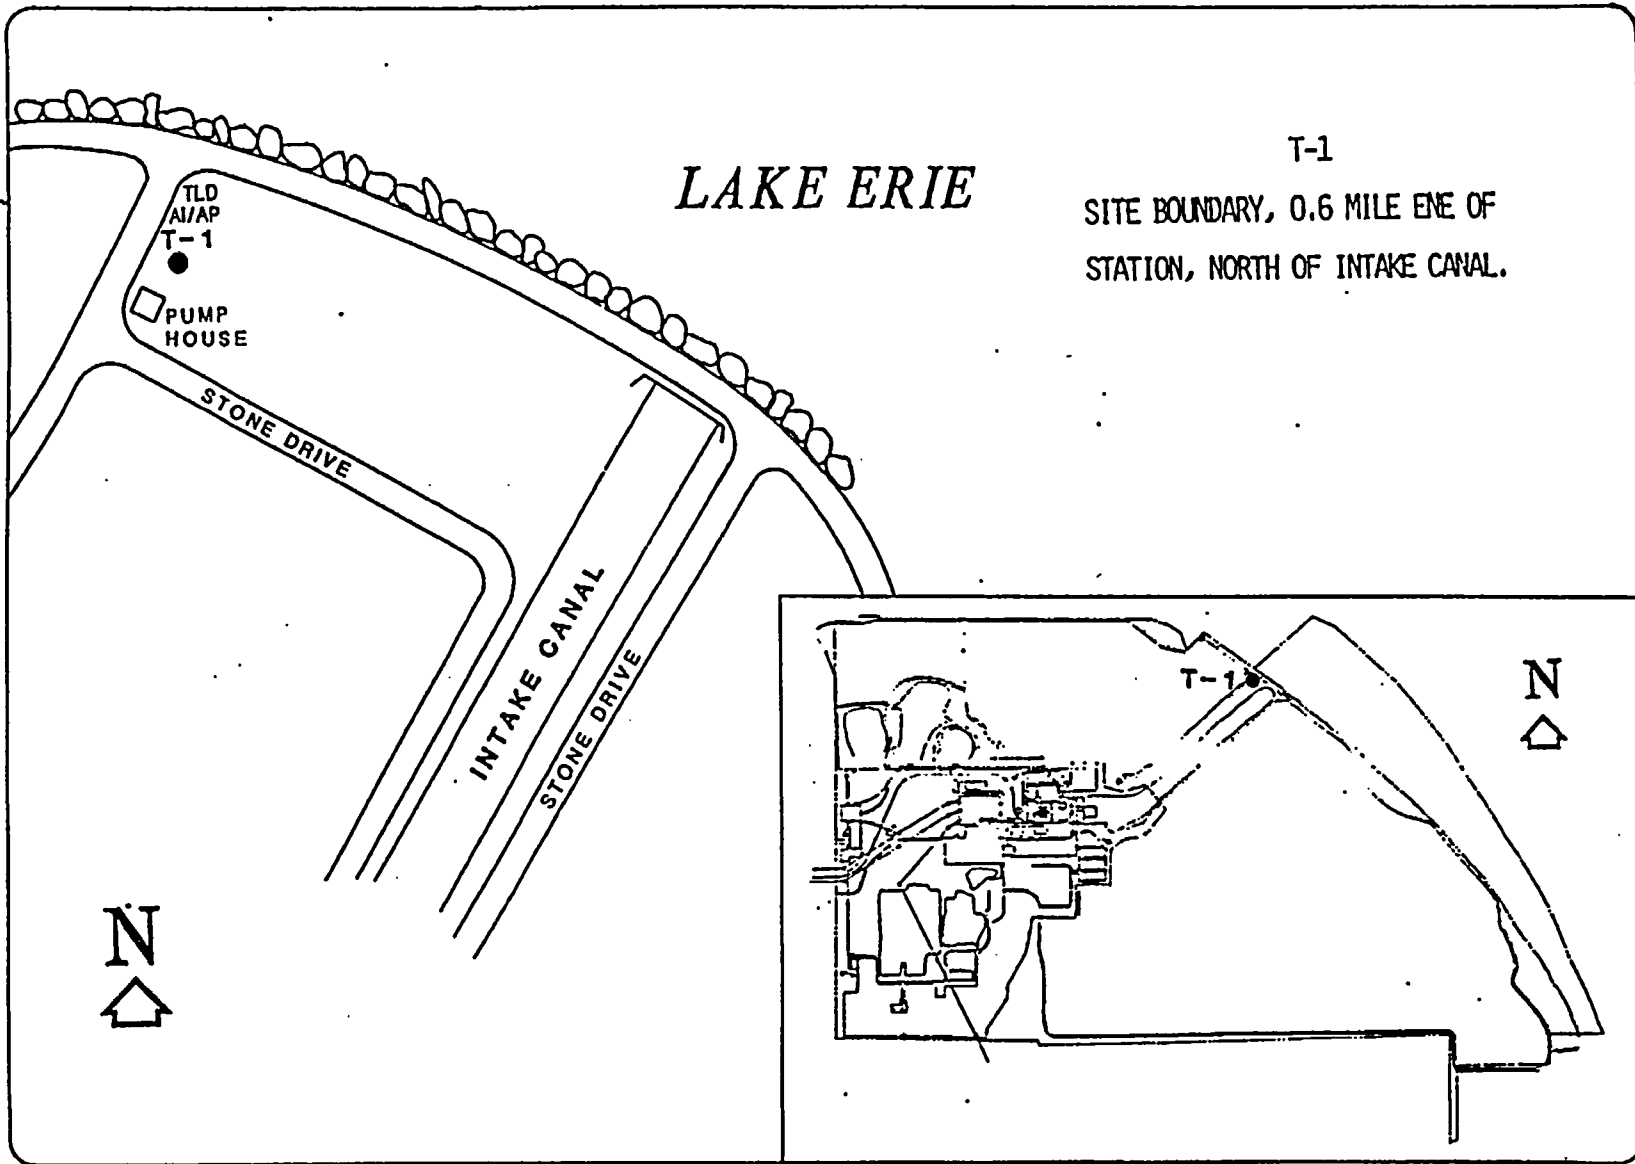 LAKE ERIE
T-1
SITE BOUNDARY, 0.6 MILE ENE OF
STATION, NORTH OF INTAKE CANAL.
TLD
AI/AP
T-1
PUMP
HOUSE
STONE DRIVE
INTAKE CANAL
STONE DRIVE
N
T-1
N